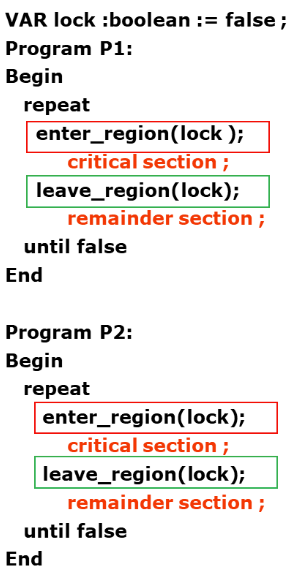 VAR lock :boolean := false ;
Program P1:
Begin
repeat
enter_region(lock );
critical section ;
leave_region(lock);
remainder section ;
until false
End
Program P2:
Begin
repeat
enter_region(lock);
critical section ;
leave_region(lock);
remainder section ;
until false
End